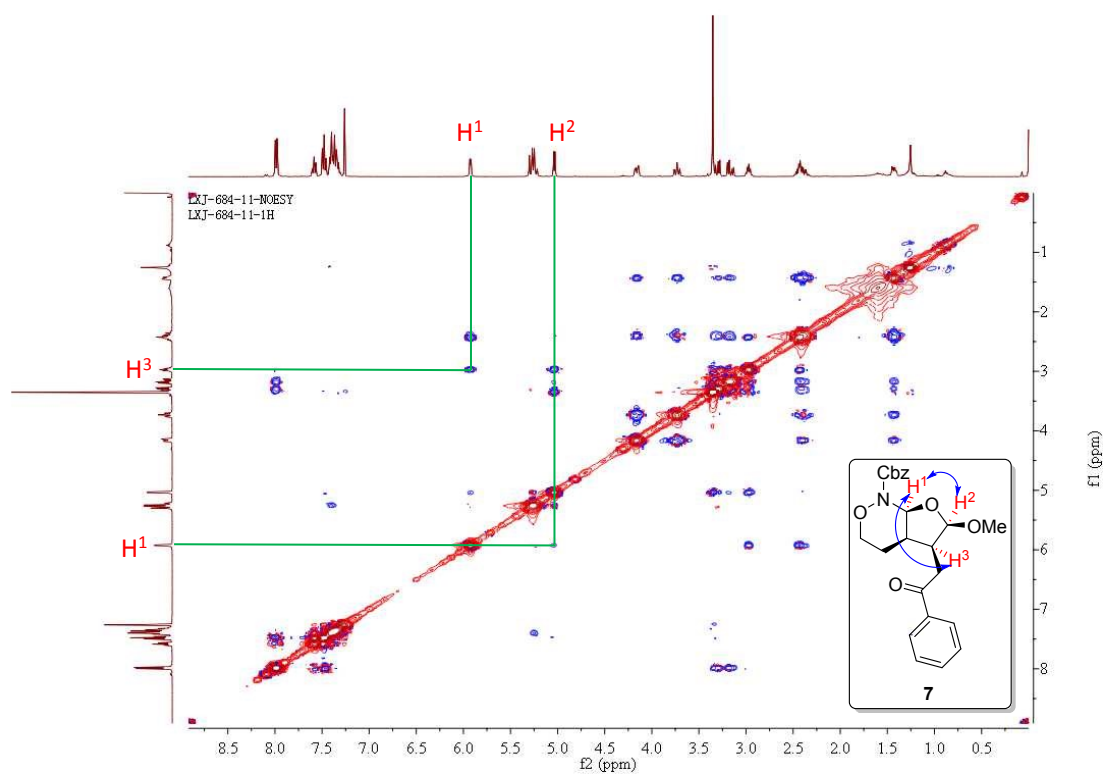 H¹ H²
LXJ-684-11-NOESY
LXJ-684-11-1H
H³
H¹
1
2
3
4
5
6
7
8
f1 (ppm)
8.5 8.0 7.5 7.0 6.5 6.0 5.5 5.0 4.5 4.0 3.5 3.0 2.5 2.0 1.5 1.0 0.5
f2 (ppm)
Cbz
H¹
N O H²
O OMe
H³
O
7